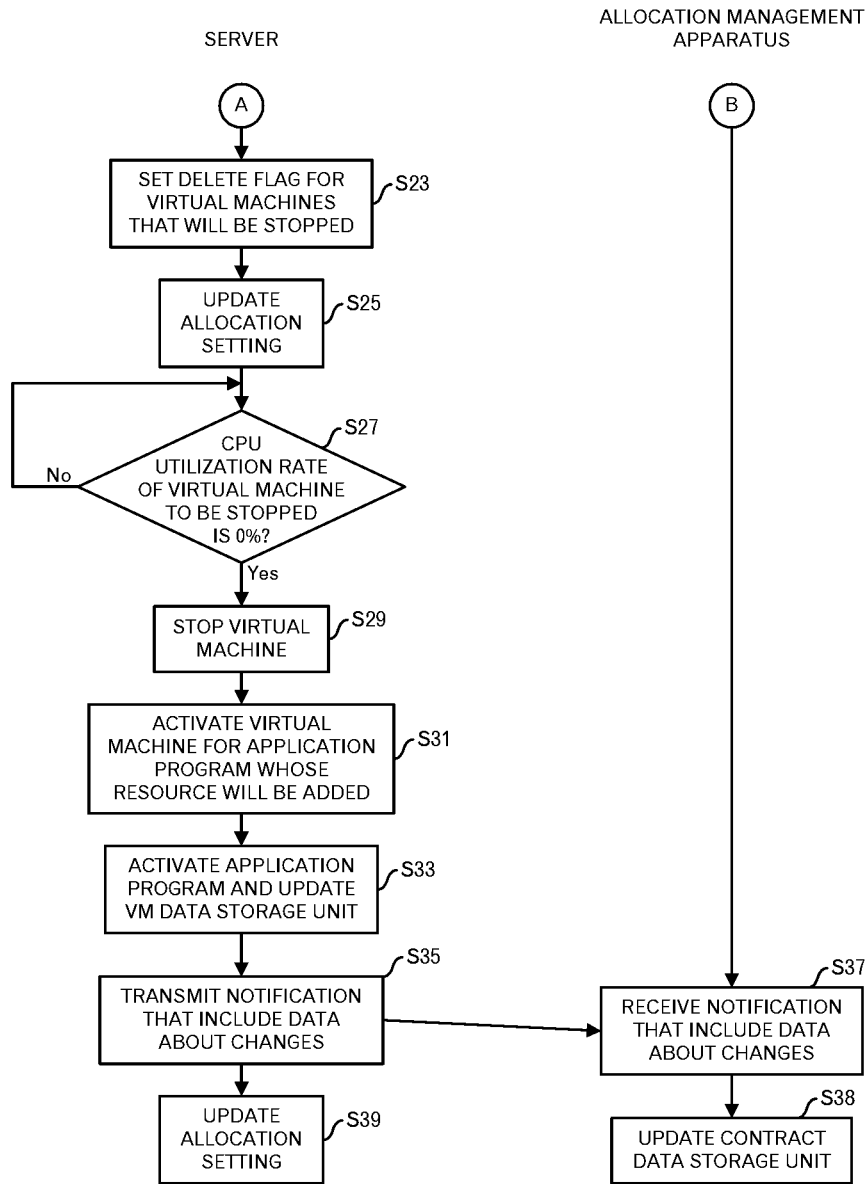 SERVER
ALLOCATION MANAGEMENT
APPARATUS
A
B
SET DELETE FLAG FOR
VIRTUAL MACHINES
THAT WILL BE STOPPED
S23
UPDATE
ALLOCATION
SETTING
S25
CPU
UTILIZATION RATE
OF VIRTUAL MACHINE
TO BE STOPPED
IS 0%?
S27
No
Yes
STOP VIRTUAL
MACHINE
S29
ACTIVATE VIRTUAL
MACHINE FOR APPLICATION
PROGRAM WHOSE
RESOURCE WILL BE ADDED
S31
ACTIVATE APPLICATION
PROGRAM AND UPDATE
VM DATA STORAGE UNIT
S33
TRANSMIT NOTIFICATION
THAT INCLUDE DATA
ABOUT CHANGES
S35
RECEIVE NOTIFICATION
THAT INCLUDE DATA
ABOUT CHANGES
S37
UPDATE
ALLOCATION
SETTING
S39
UPDATE CONTRACT
DATA STORAGE UNIT
S38